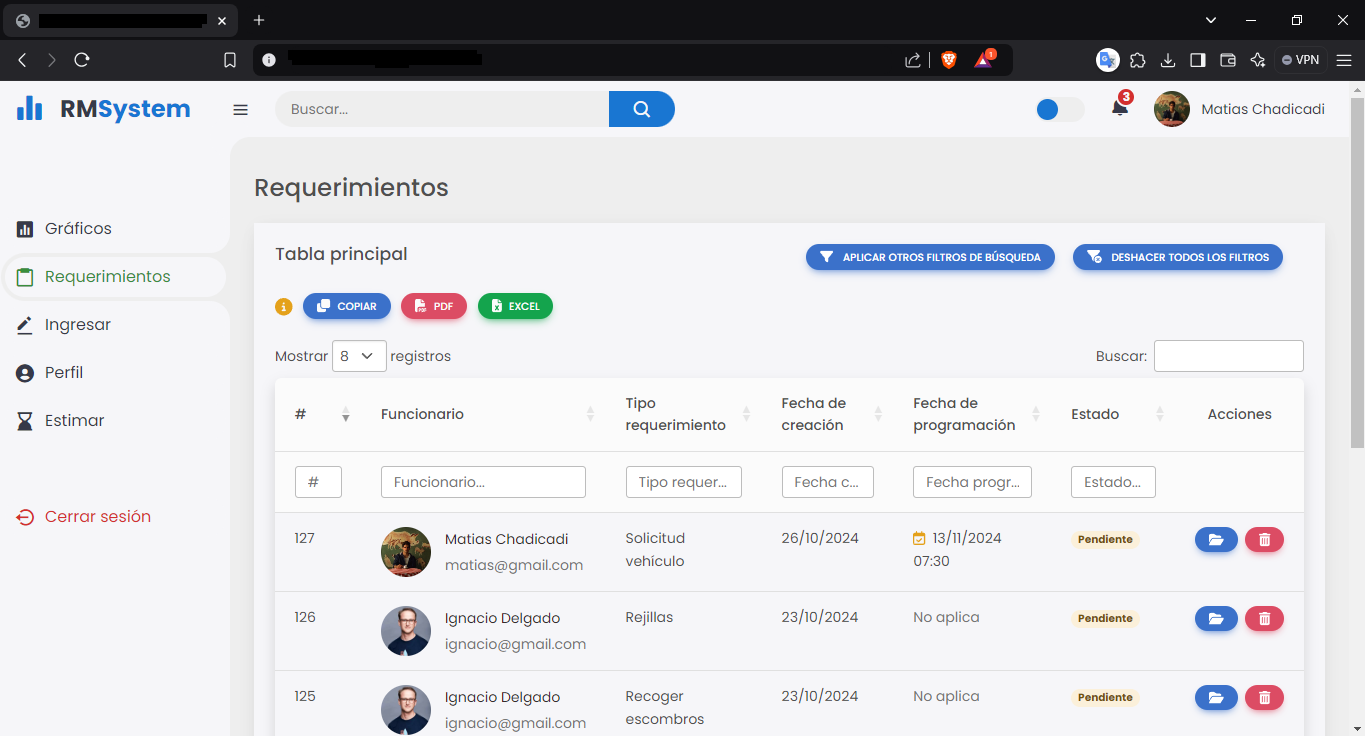 1
VPN
RMSystem
Buscar...
3
Matias Chadicadi
Requerimientos
Gráficos
Requerimientos
Ingresar
Perfil
Estimar
Cerrar sesión
Tabla principal
APLICAR OTROS FILTROS DE BÚSQUEDA
DESHACER TODOS LOS FILTROS
COPIAR
PDF
EXCEL
Mostrar 8 registros
Buscar:
# Funcionario Tipo requerimiento Fecha de creación Fecha de programación Estado Acciones
# Funcionario... Tipo requer... Fecha c... Fecha progr... Estado...
127 Matias Chadicadi Solicitud 26/10/2024 13/11/2024 Pendiente
matias@gmail.com vehículo 07:30
126 Ignacio Delgado Rejillas 23/10/2024 No aplica Pendiente
ignacio@gmail.com
125 Ignacio Delgado Recoger 23/10/2024 No aplica Pendiente
ignacio@gmail.com escombros